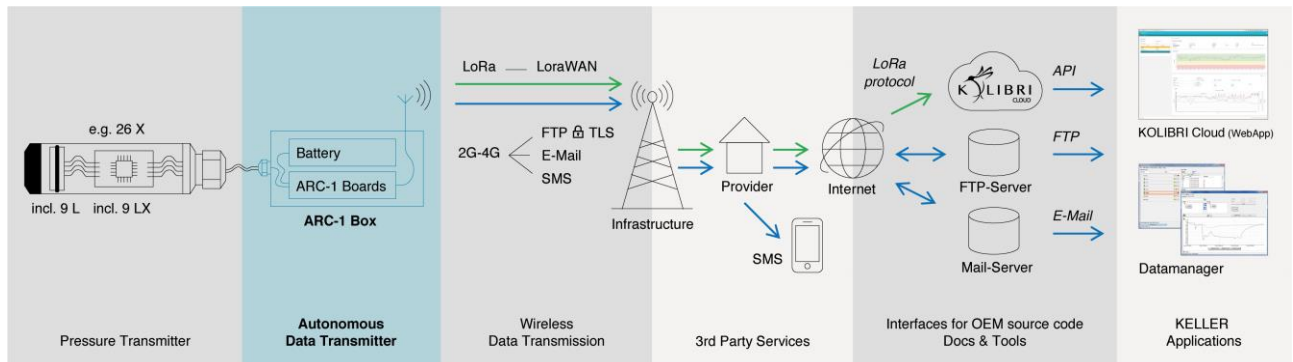 e.g. 26 X
incl. 9 L
incl. 9 LX
Pressure Transmitter
Battery
ARC-1 Boards
ARC-1 Box
Autonomous
Data Transmitter
LoRa
LoraWAN
2G-4G
FTP TLS
E-Mail
SMS
Wireless
Data Transmission
Infrastructure
Provider
SMS
3rd Party Services
Internet
LoRa
protocol
KOLIBRI
CLOUD
FTP-Server
Mail-Server
API
FTP
E-Mail
Interfaces for OEM source code
Docs & Tools
KOLIBRI Cloud (WebApp)
Datamanager
KELLER
Applications